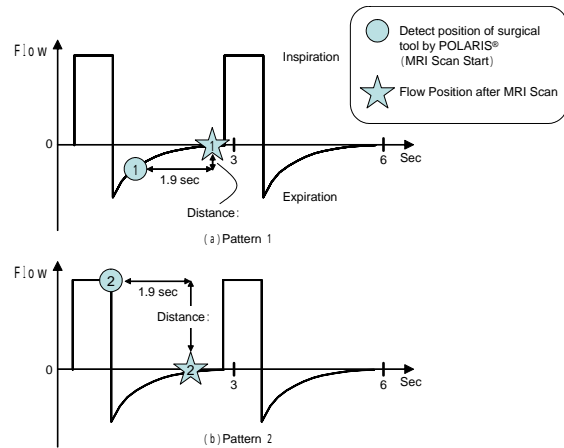 Flow
Detect position of surgical
tool by POLARIS®
(MRI Scan Start)
Inspiration
Flow Position after MRI Scan
0
1
1
3
6
Sec
1.9 sec
Distance:
Expiration
(a)Pattern 1
Flow
2
1.9 sec
Distance:
0
2
3
6
Sec
(b)Pattern 2